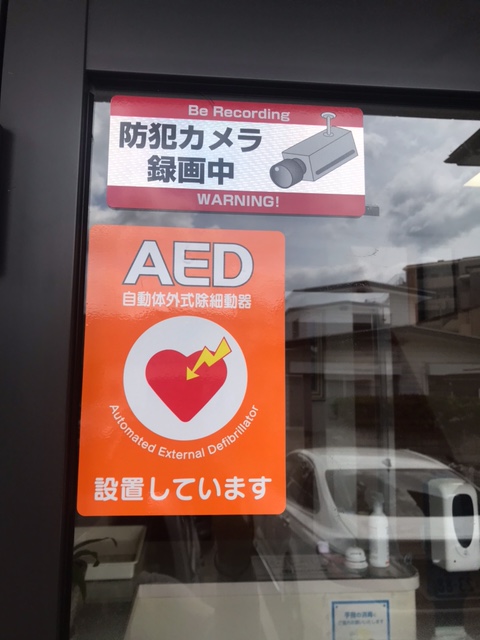 Be Recording
防犯カメラ
録画中
WARNING!
AED
自動体外式除細動器
Automated External Defibrillator
設置しています